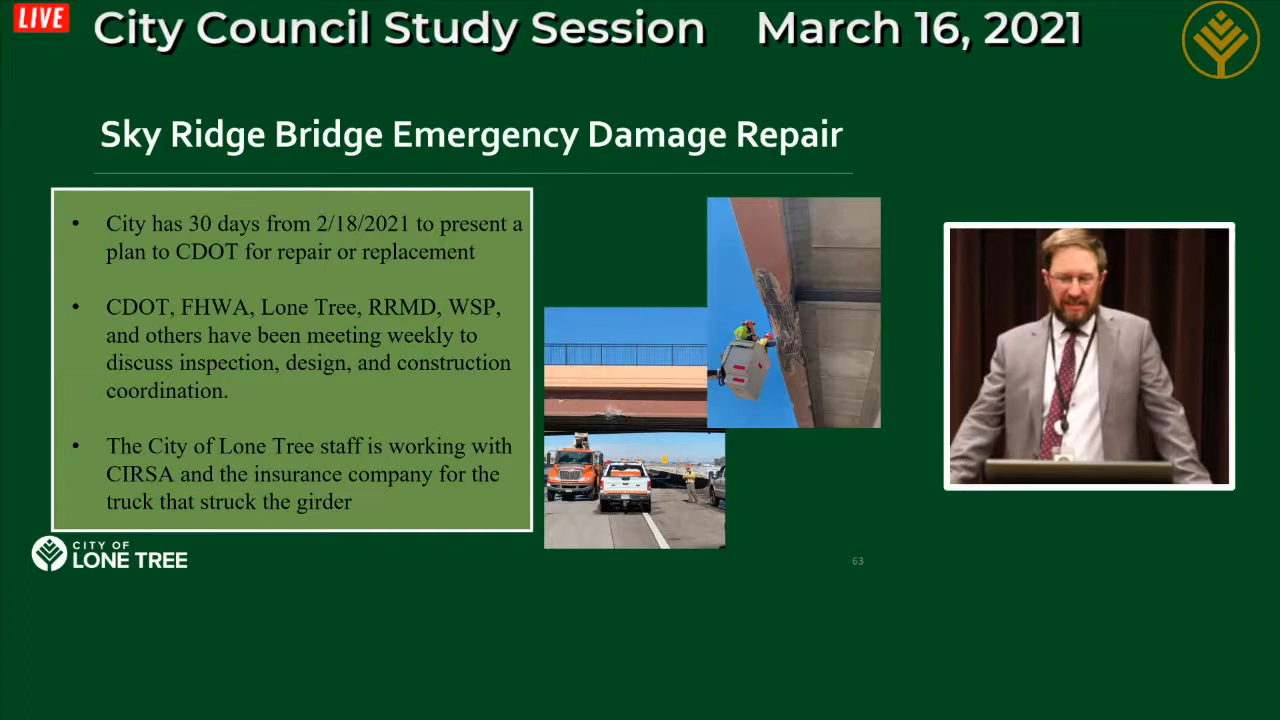 LIVE
City Council Study Session March 16, 2021
Sky Ridge Bridge Emergency Damage Repair
• City has 30 days from 2/18/2021 to present a
plan to CDOT for repair or replacement
• CDOT, FHWA, Lone Tree, RRMD, WSP,
and others have been meeting weekly to
discuss inspection, design, and construction
coordination.
• The City of Lone Tree staff is working with
CIRSA and the insurance company for the
truck that struck the girder
CITY OF
LONE TREE
63